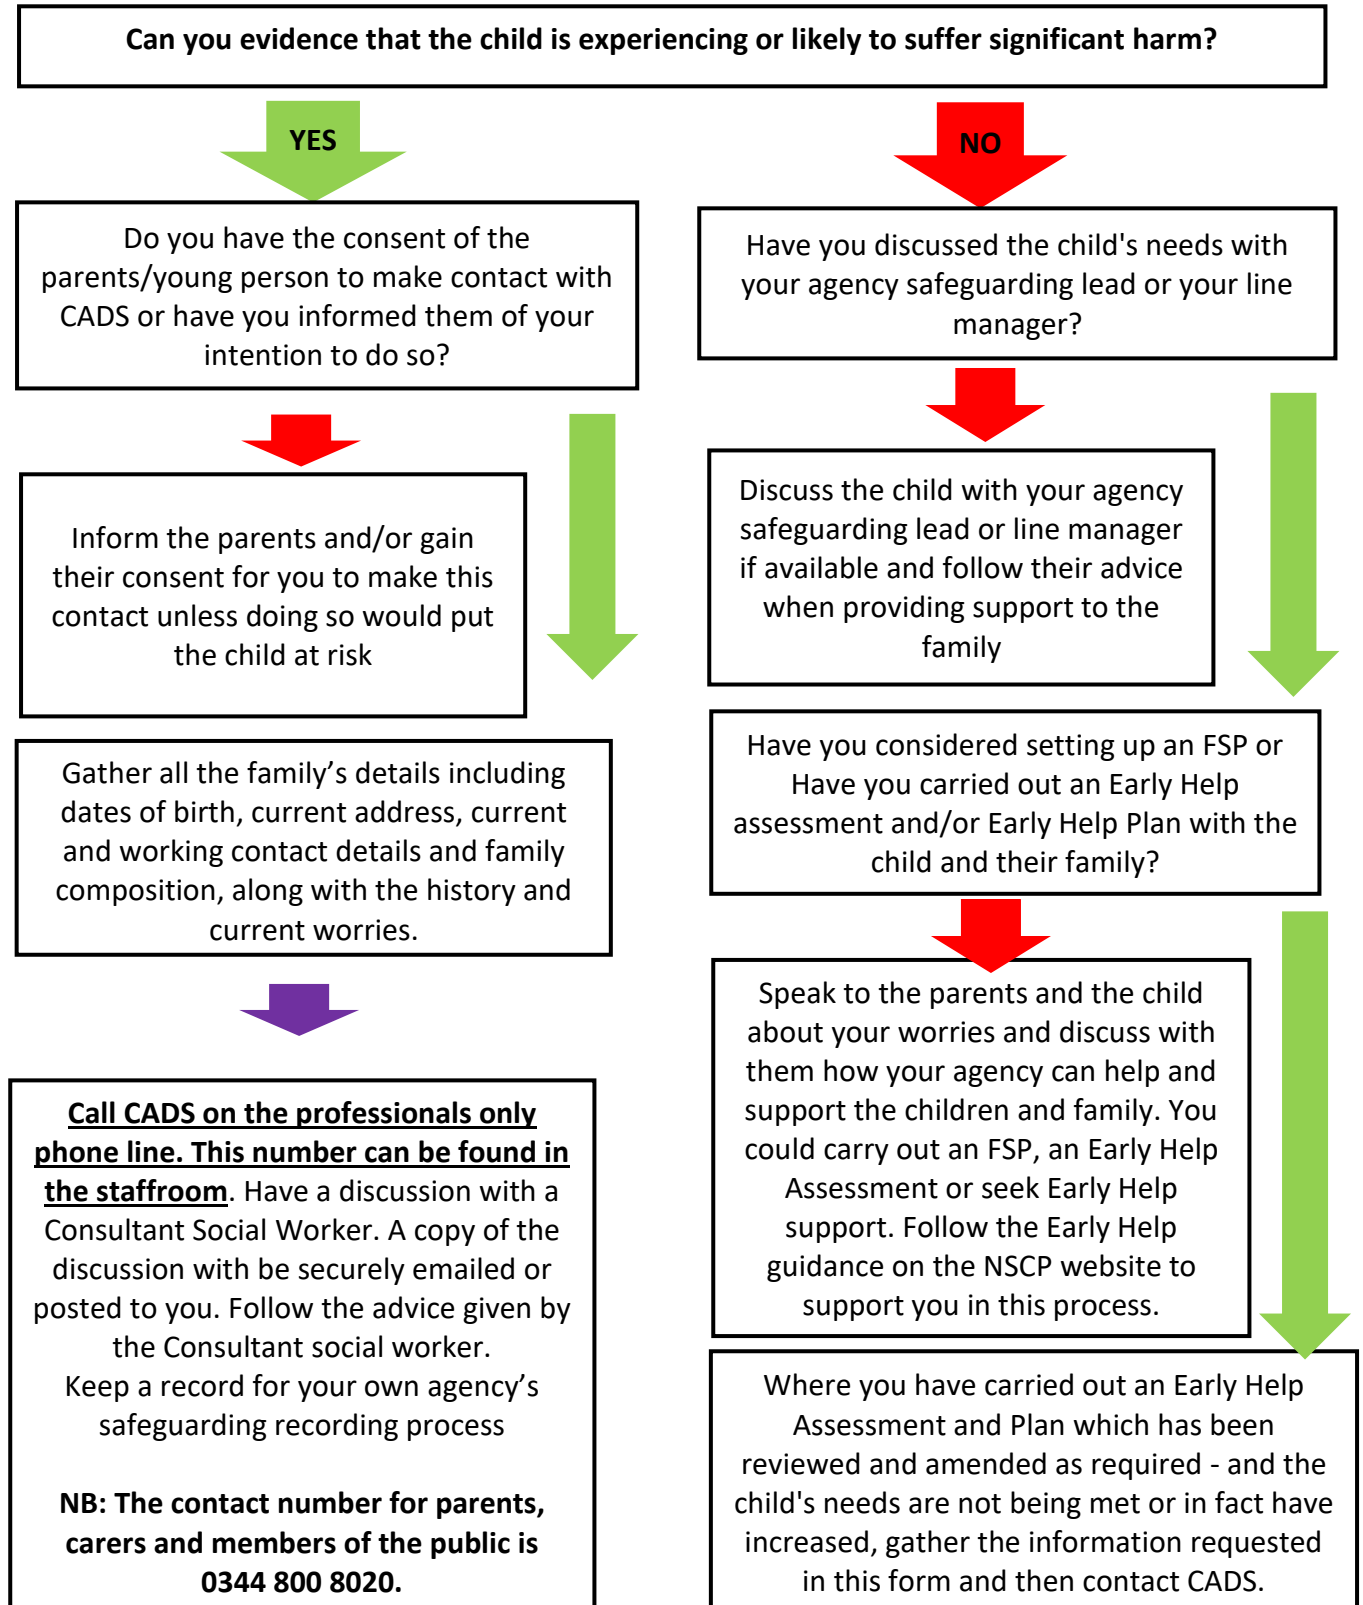 Can you evidence that the child is experiencing or likely to suffer significant harm?
YES
NO
Do you have the consent of the
parents/young person to make contact with
CADS or have you informed them of your
intention to do so?
Inform the parents and/or gain
their consent for you to make this
contact unless doing so would put
the child at risk
Gather all the family’s details including
dates of birth, current address, current
and working contact details and family
composition, along with the history and
current worries.
Call CADS on the professionals only
phone line. This number can be found in
the staffroom. Have a discussion with a
Consultant Social Worker. A copy of the
discussion with be securely emailed or
posted to you. Follow the advice given by
the Consultant social worker.
Keep a record for your own agency’s
safeguarding recording process
NB: The contact number for parents,
carers and members of the public is
0344 800 8020.
Have you discussed the child's needs with
your agency safeguarding lead or your line
manager?
Discuss the child with your agency
safeguarding lead or line manager
if available and follow their advice
when providing support to the
family
Have you considered setting up an FSP or
Have you carried out an Early Help
assessment and/or Early Help Plan with the
child and their family?
Speak to the parents and the child
about your worries and discuss with
them how your agency can help and
support the children and family. You
could carry out an FSP, an Early Help
Assessment or seek Early Help
support. Follow the Early Help
guidance on the NSCP website to
support you in this process.
Where you have carried out an Early Help
Assessment and Plan which has been
reviewed and amended as required - and the
child's needs are not being met or in fact have
increased, gather the information requested
in this form and then contact CADS.